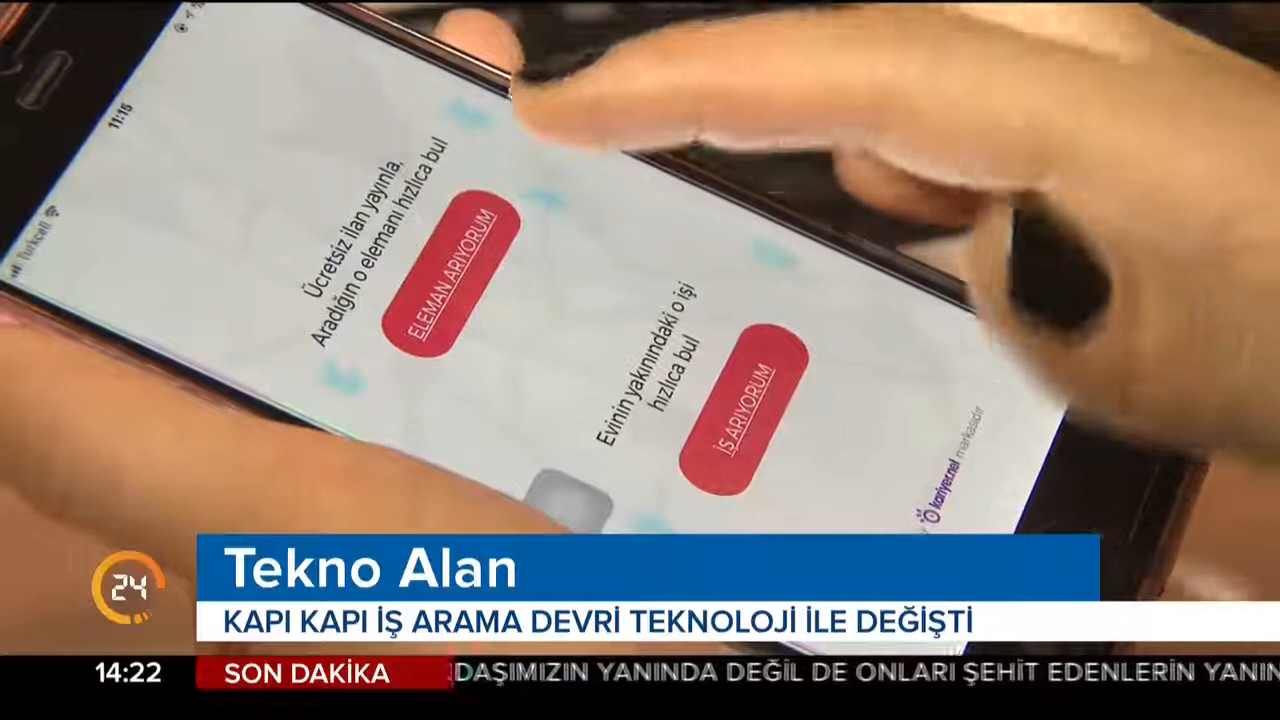 Turkcell
11:15
Ücretsiz ilan yayınla,
Aradığın o elemanı hızlıca bul
ELEMAN ARIYORUM
Evinin yakınındaki o işi
hızlıca bul
İŞ ARIYORUM
kariyer.net markasıdır
24
Tekno Alan
KAPI KAPI İŞ ARAMA DEVRİ TEKNOLOJİ İLE DEĞİŞTİ
14:22
SON DAKİKA
DAŞIMIZIN YANINDA DEĞİL DE ONLARI ŞEHİT EDENLERİN YANIN